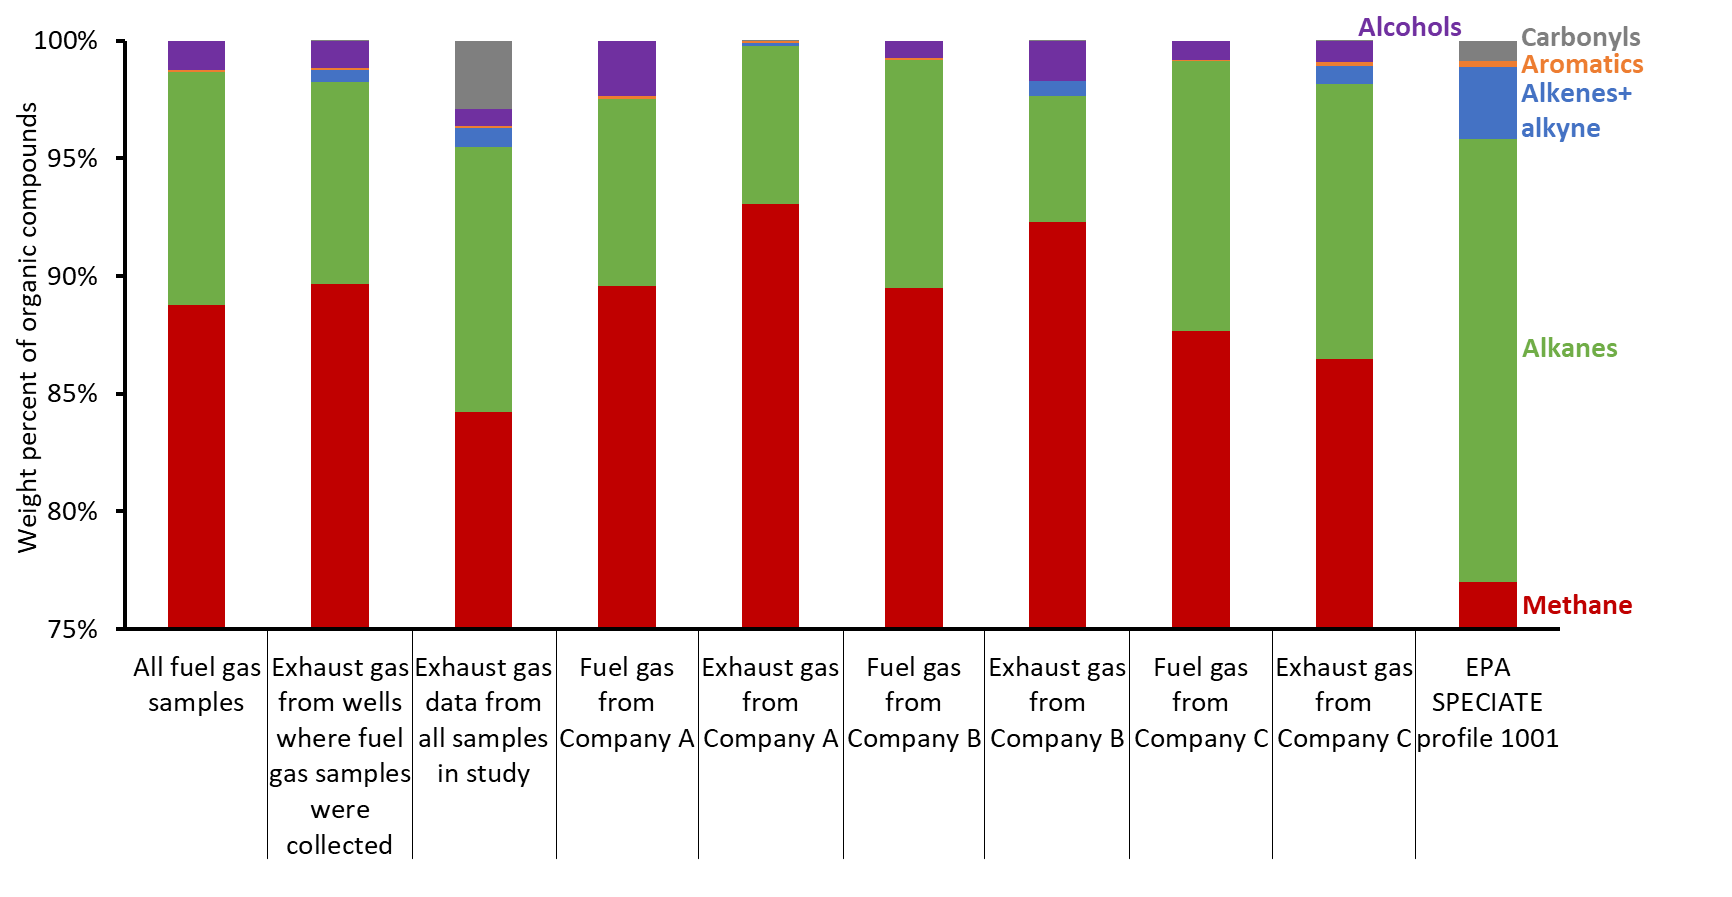 Weight percent of organic compounds
100%
95%
90%
85%
80%
75%
Alcohols
Carbonyls
Aromatics
Alkenes+
alkyne
Alkanes
Methane
All fuel gas
samples
Exhaust gas
from wells
where fuel
gas samples
were
collected
Exhaust gas
data from
all samples
in study
Fuel gas
from
Company A
Exhaust gas
from
Company A
Fuel gas
from
Company B
Exhaust gas
from
Company B
Fuel gas
from
Company C
Exhaust gas
from
Company C
EPA
SPECIATE
profile 1001